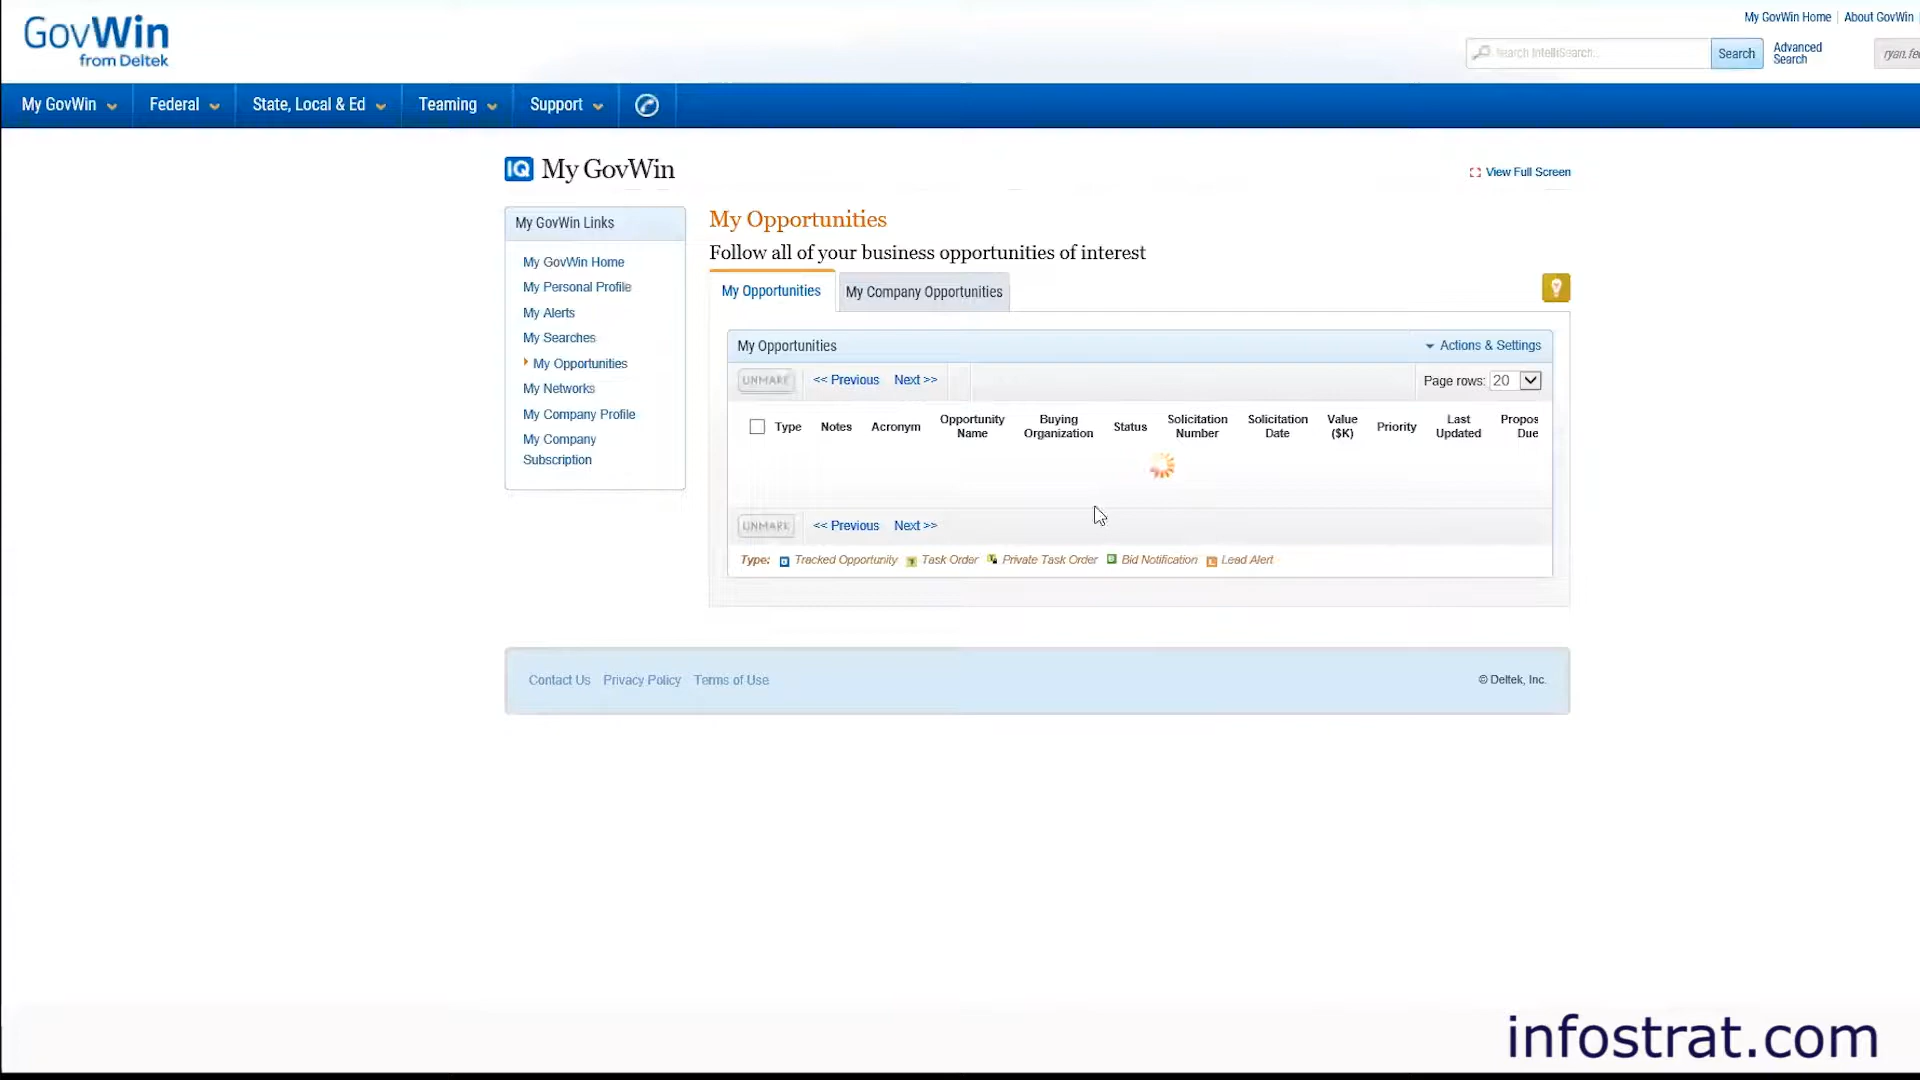 GovWin
from Deltek
My GovWin Home
About GovWin
Search IntelliSearch...
Search
Advanced
Search
My GovWin
Federal
State, Local & Ed
Teaming
Support
IQ My GovWin
View Full Screen
My GovWin Links
My GovWin Home
My Personal Profile
My Alerts
My Searches
My Opportunities
My Networks
My Company Profile
My Company
Subscription
My Opportunities
Follow all of your business opportunities of interest
My Opportunities
My Company Opportunities
My Opportunities
Actions & Settings
UNMARK
<< Previous
Next >>
Page rows: 20
Type
Notes
Acronym
Opportunity
Name
Buying
Organization
Status
Solicitation
Number
Solicitation
Date
Value
($K)
Priority
Last
Updated
Propos
Due
UNMARK
<< Previous
Next >>
Type: Tracked Opportunity Task Order Private Task Order Bid Notification Lead Alert
Contact Us Privacy Policy Terms of Use
© Deltek, Inc.
infostrat.com